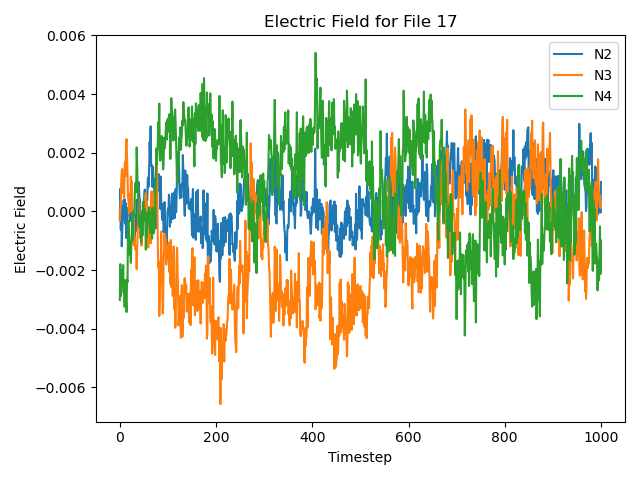 Electric Field for File 17
0.006
0.004
0.002
0.000
−0.002
−0.004
−0.006
Electric Field
N2
N3
N4
0 200 400 600 800 1000
Timestep